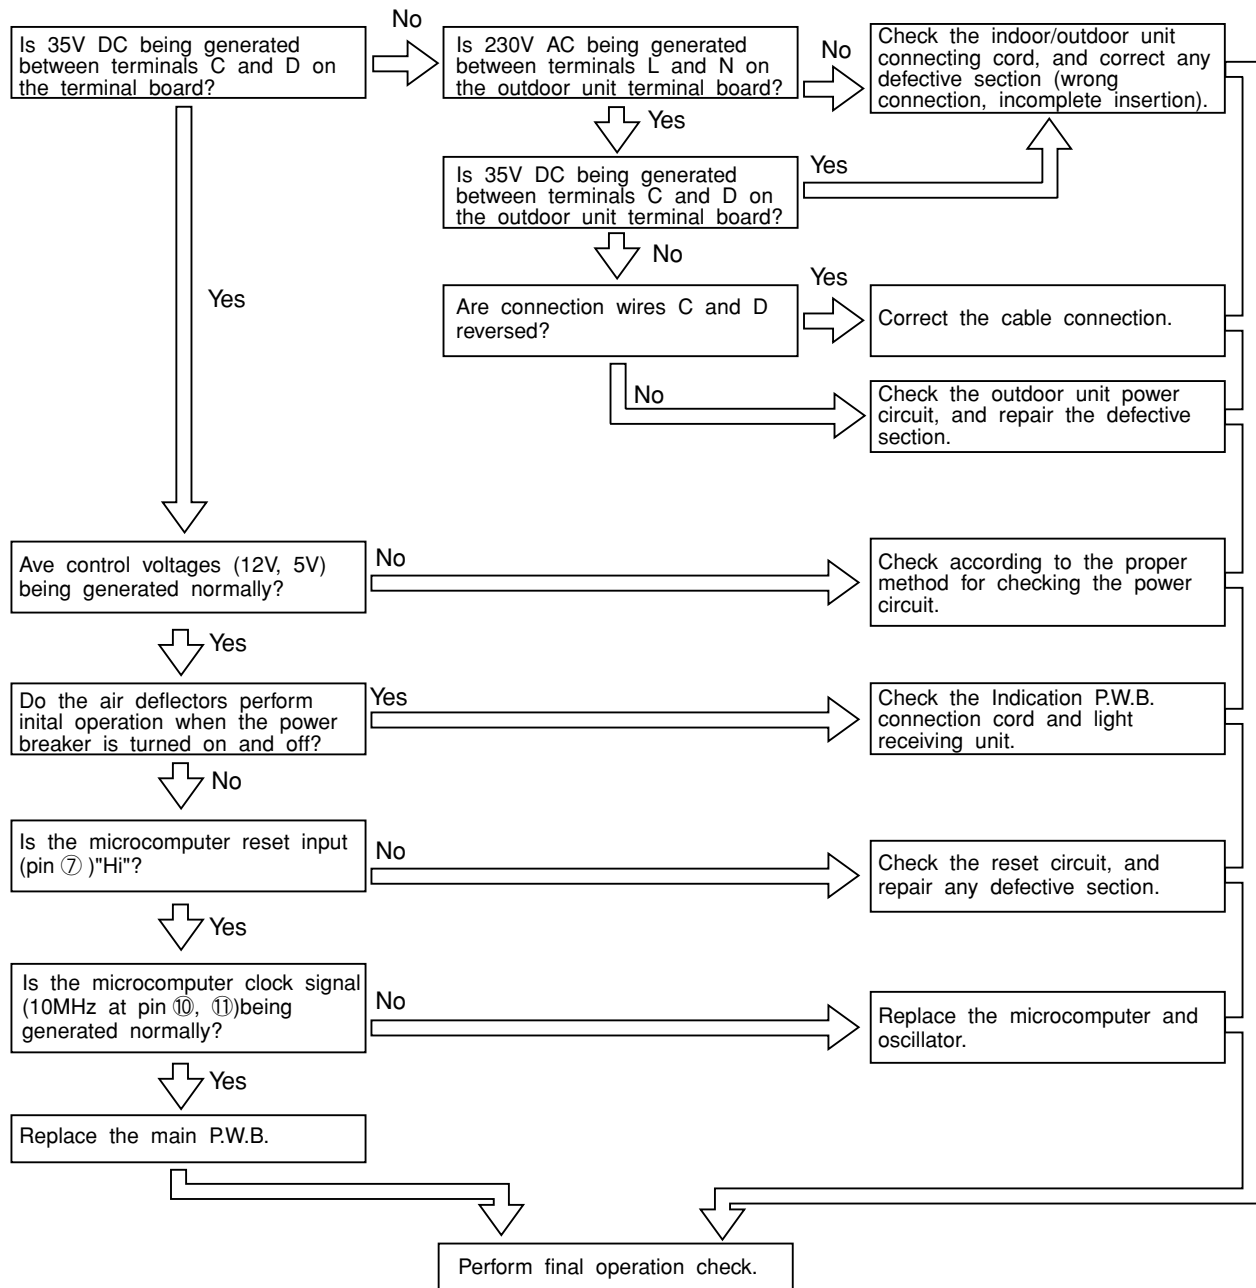 No
Is 35V DC being generated
between terminals C and D on
the terminal board?
Is 230V AC being generated
between terminals L and N on
the outdoor unit terminal board?
No
Check the indoor/outdoor unit
connecting cord, and correct any
defective section (wrong
connection, incomplete insertion).
Yes
Is 35V DC being generated
between terminals C and D on
the outdoor unit terminal board?
Yes
No
Yes
Are connection wires C and D
reversed?
Yes
Correct the cable connection.
No
Check the outdoor unit power
circuit, and repair the defective
section.
Ave control voltages (12V, 5V)
being generated normally?
No
Check according to the proper
method for checking the power
circuit.
Yes
Do the air deflectors perform
inital operation when the power
breaker is turned on and off?
Yes
Check the Indication P.W.B.
connection cord and light
receiving unit.
No
Is the microcomputer reset input
(pin ⑦ )"Hi"?
No
Check the reset circuit, and
repair any defective section.
Yes
Is the microcomputer clock signal
(10MHz at pin ⑩, ⑪)being
generated normally?
No
Replace the microcomputer and
oscillator.
Yes
Replace the main P.W.B.
Perform final operation check.